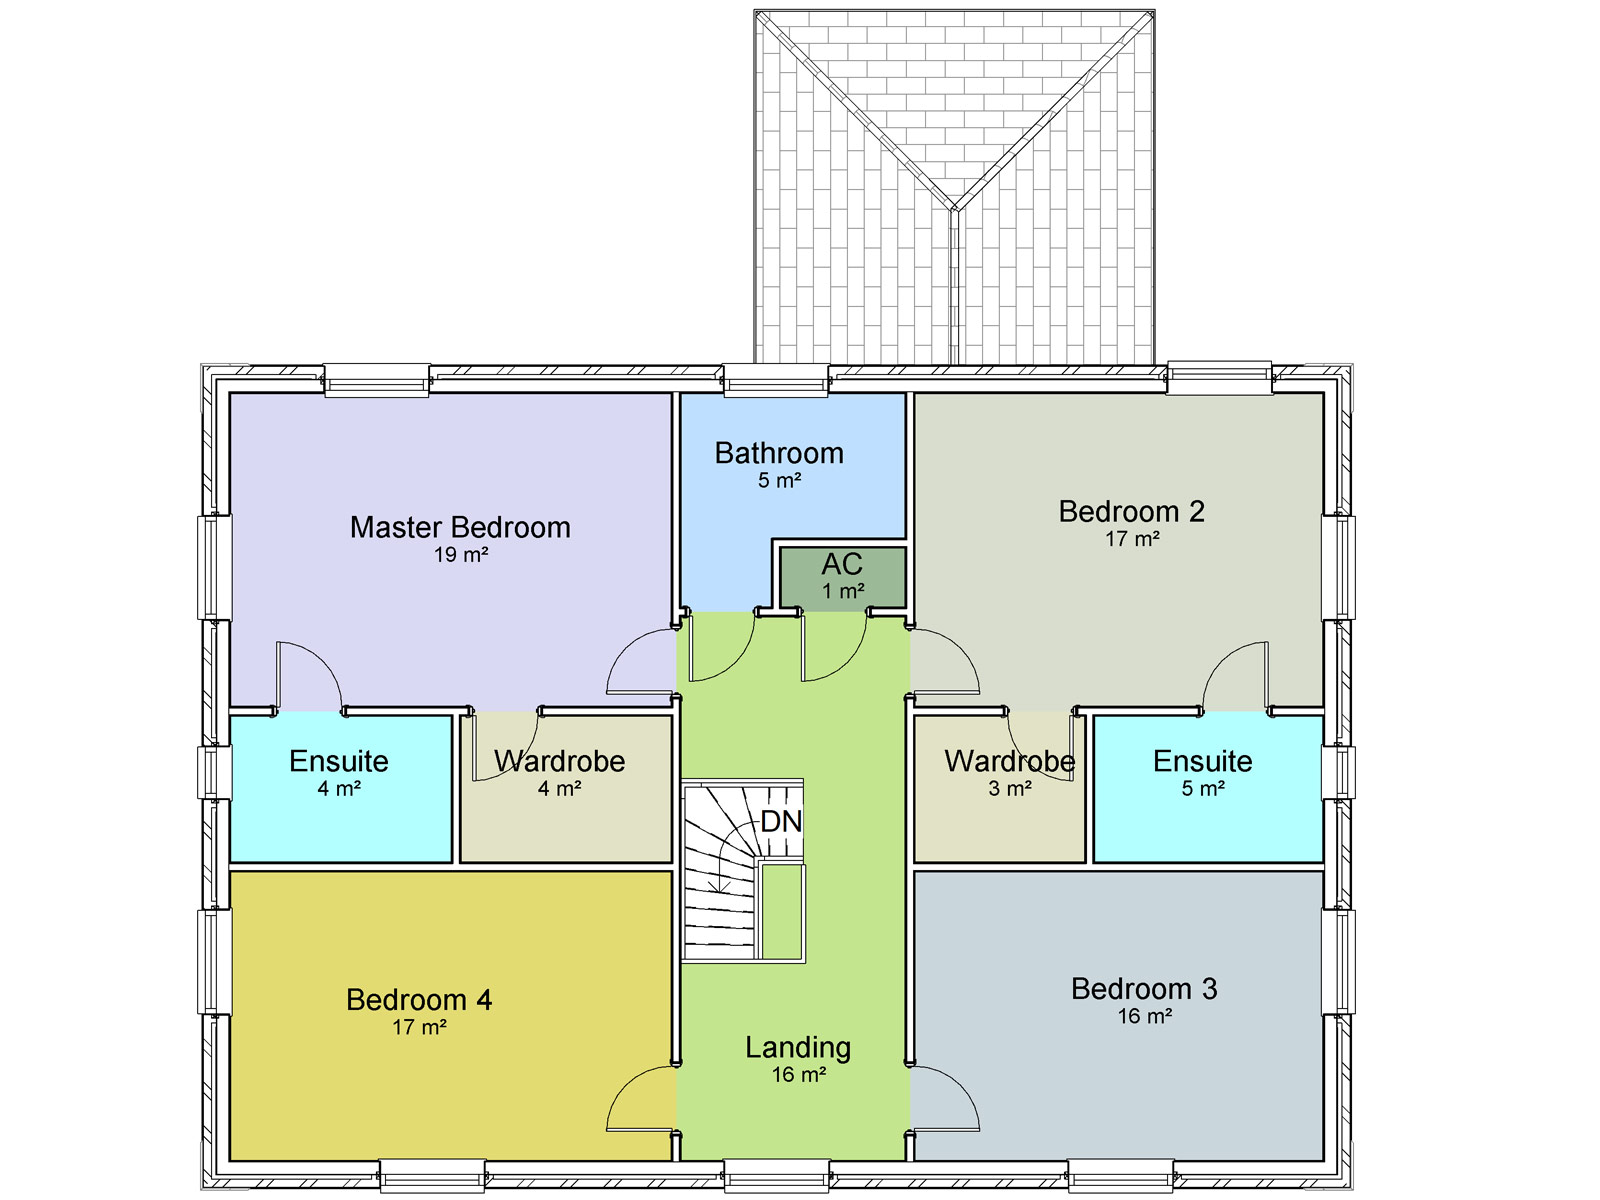 Bathroom
5 m²
Master Bedroom
19 m²
Bedroom 2
17 m²
AC
1 m²
Ensuite
4 m²
Wardrobe
4 m²
Wardrobe
3 m²
Ensuite
5 m²
DN
Bedroom 4
17 m²
Bedroom 3
16 m²
Landing
16 m²